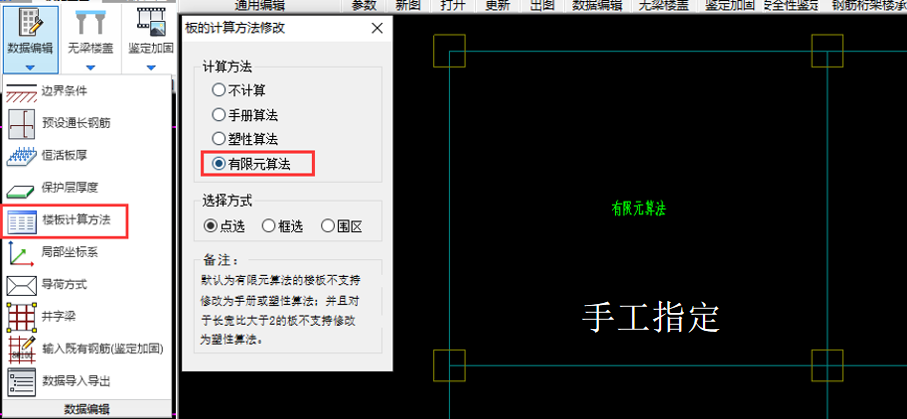 通用编辑 参数 新图 打开 更新 出图 数据编辑 无梁楼盖 鉴定加固 安全性鉴定 钢筋桁架楼承
数据编辑 无梁楼盖 鉴定加固
边界条件
预设通长钢筋
恒活板厚
保护层厚度
楼板计算方法
局部坐标系
导荷方式
井字梁
输入既有钢筋(鉴定加固)
数据导入导出
数据编辑
板的计算方法修改
计算方法
不计算
手册算法
塑性算法
有限元算法
选择方式
点选 框选 围区
备注：
默认为有限元算法的楼板不支持
修改为手册或塑性算法；并且对
于长宽比大于2的板不支持修改
为塑性算法。
有限元算法
手工指定